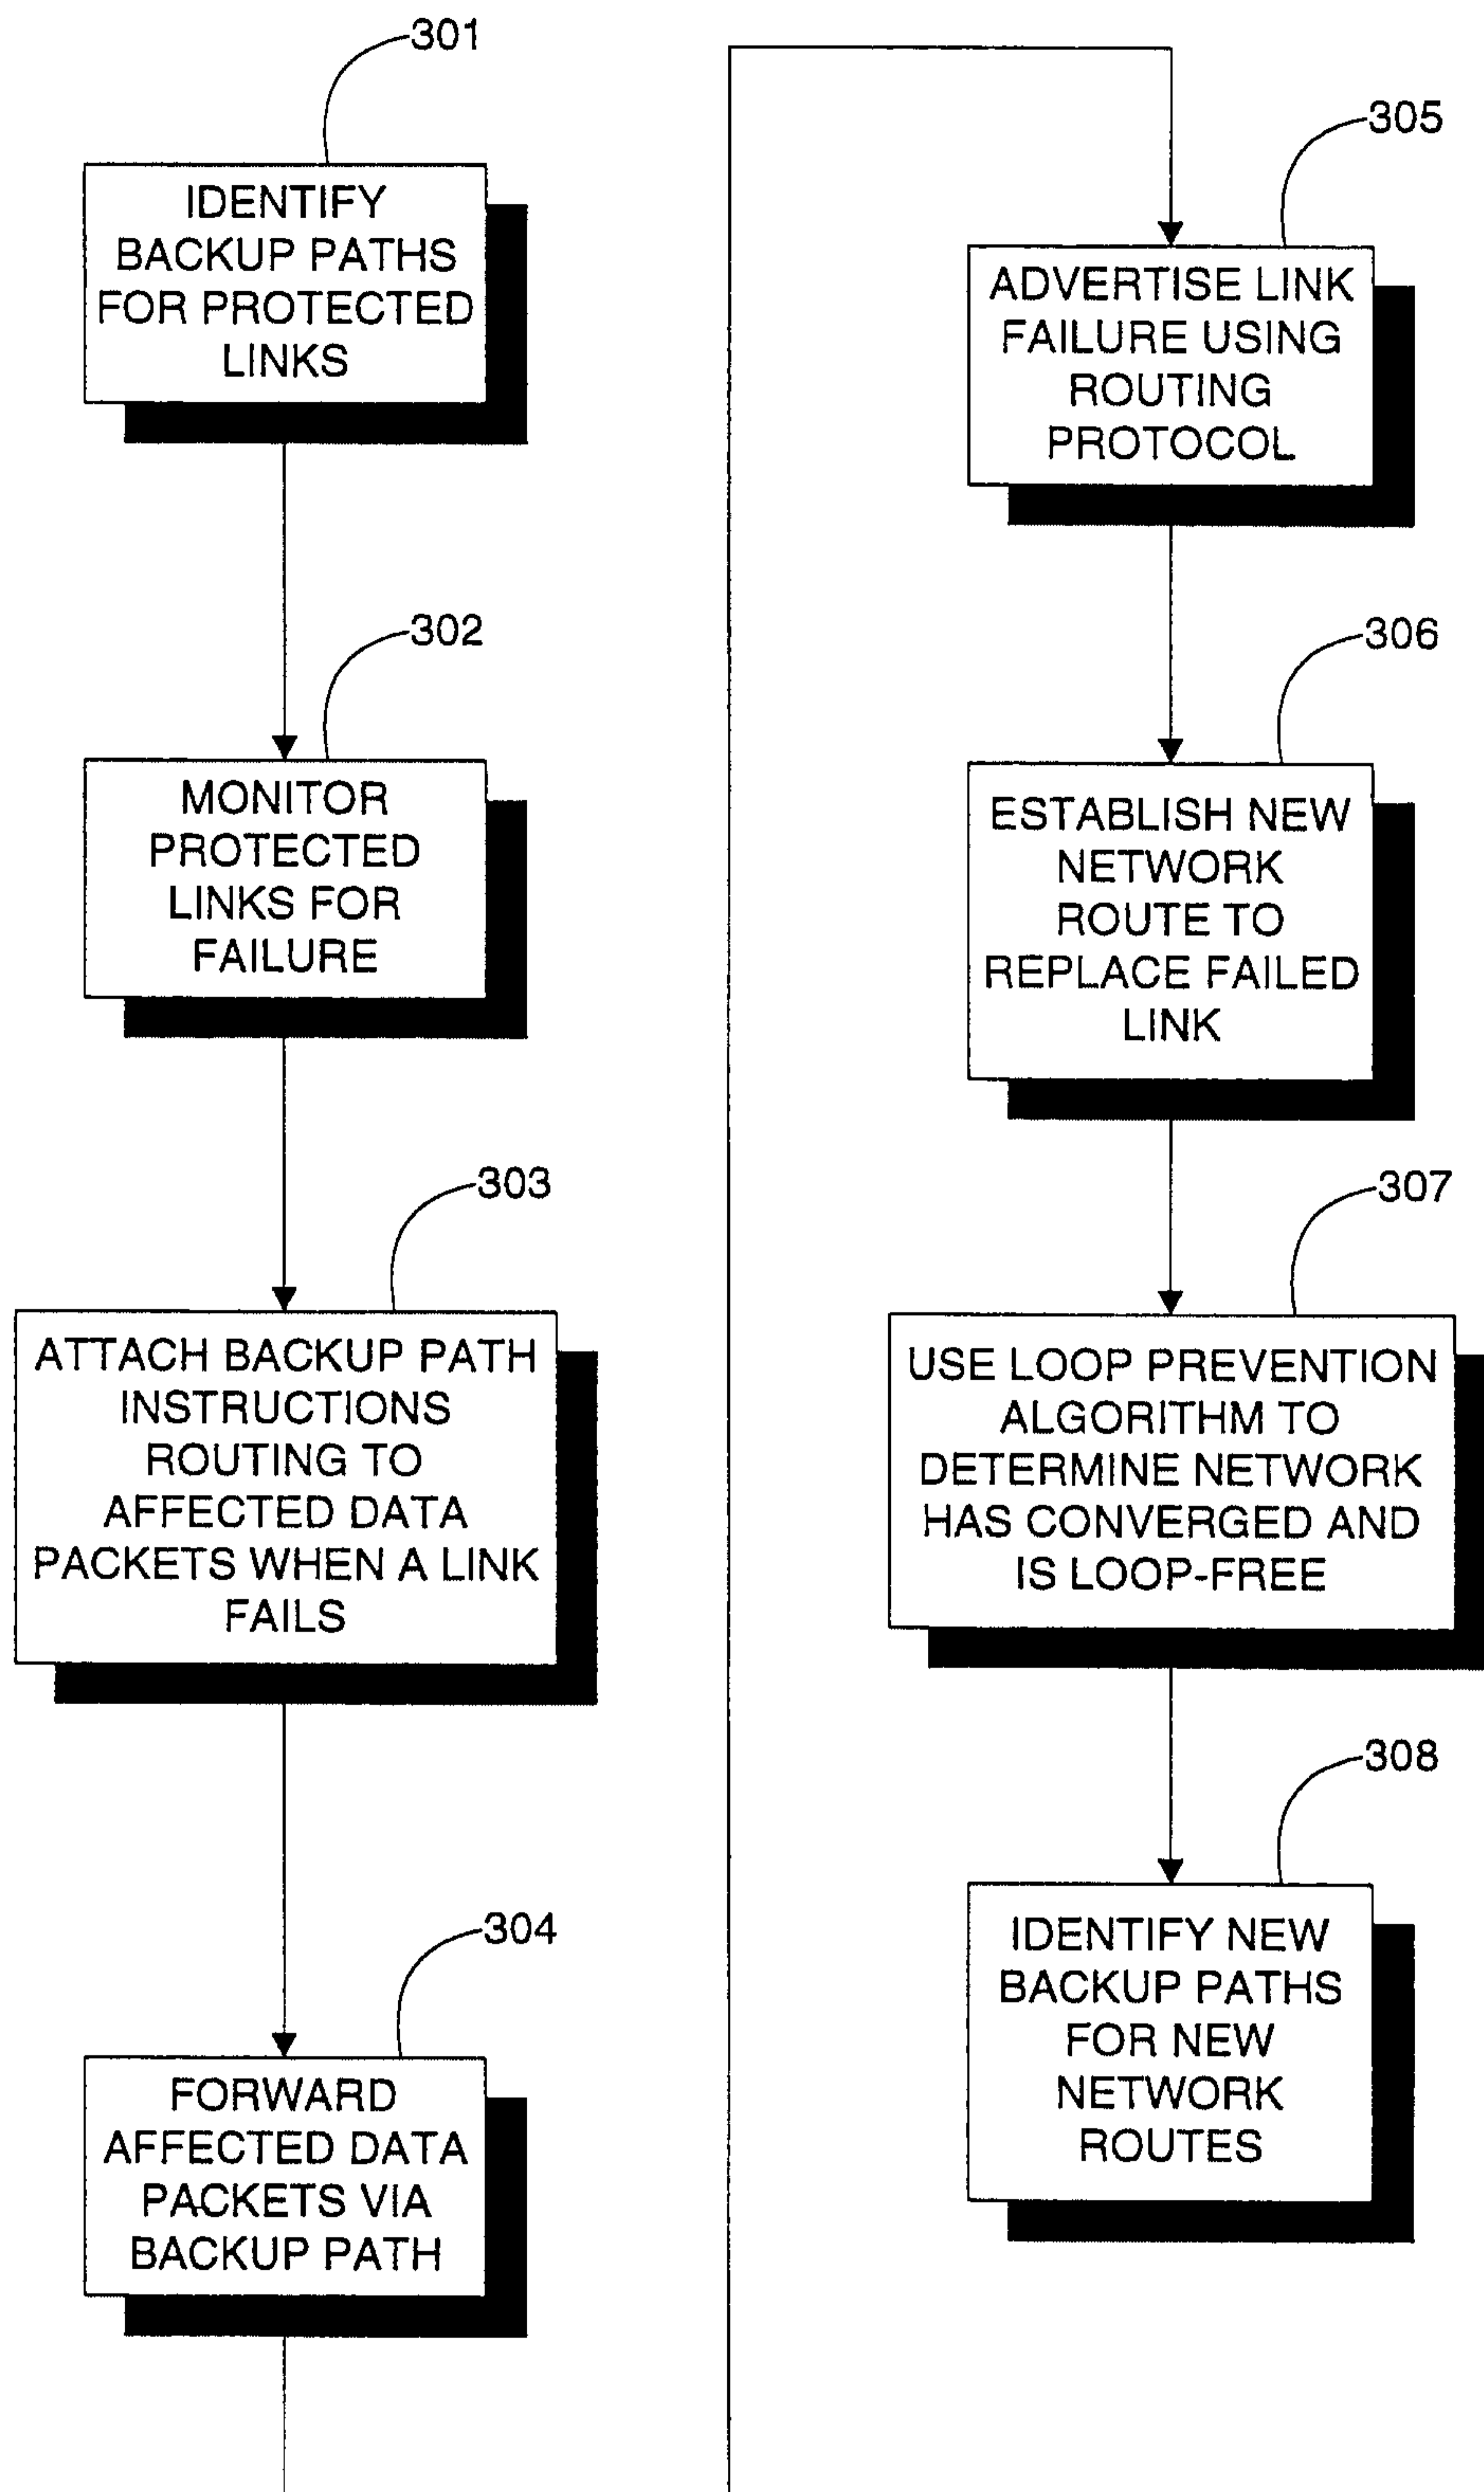 301
IDENTIFY
BACKUP PATHS
FOR PROTECTED
LINKS
302
MONITOR
PROTECTED
LINKS FOR
FAILURE
303
ATTACH BACKUP PATH
INSTRUCTIONS
ROUTING TO
AFFECTED DATA
PACKETS WHEN A LINK
FAILS
304
FORWARD
AFFECTED DATA
PACKETS VIA
BACKUP PATH
305
ADVERTISE LINK
FAILURE USING
ROUTING
PROTOCOL
306
ESTABLISH NEW
NETWORK
ROUTE TO
REPLACE FAILED
LINK
307
USE LOOP PREVENTION
ALGORITHM TO
DETERMINE NETWORK
HAS CONVERGED AND
IS LOOP-FREE
308
IDENTIFY NEW
BACKUP PATHS
FOR NEW
NETWORK
ROUTES